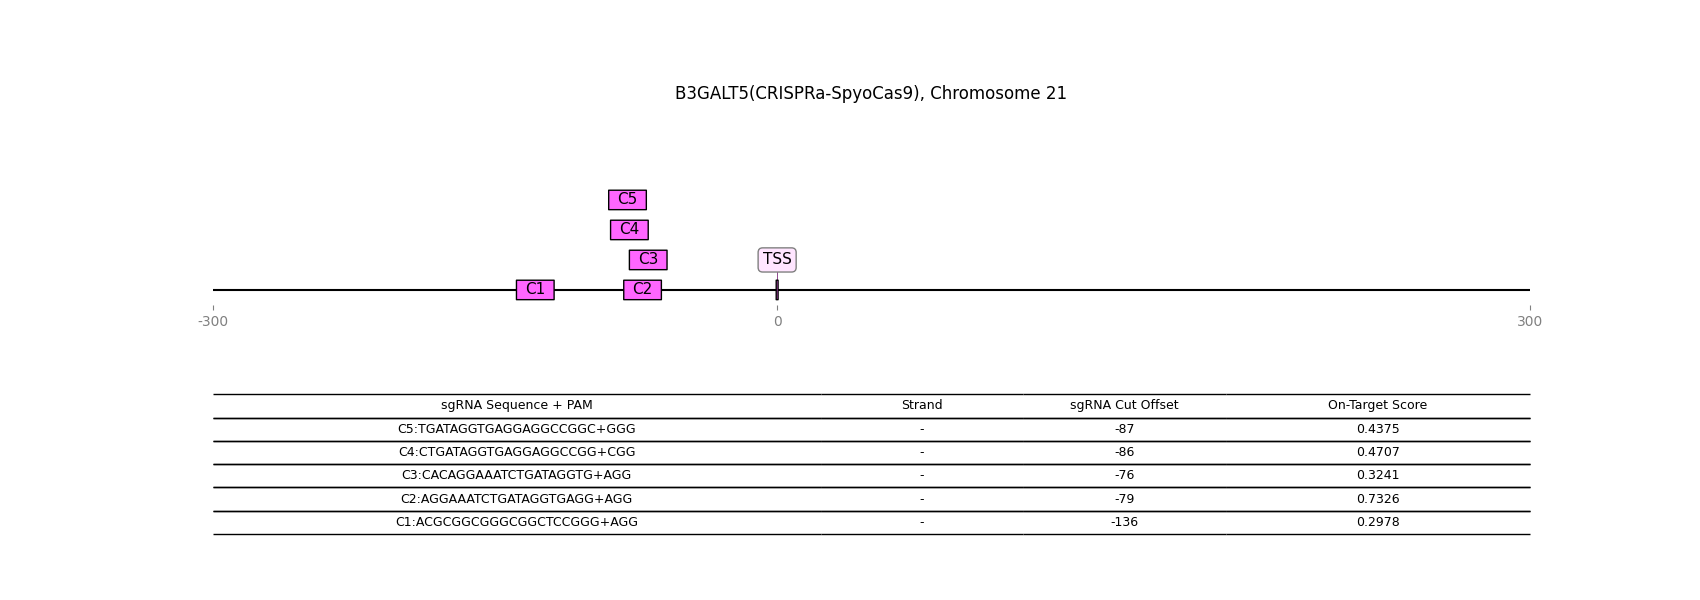 B3GALT5(CRISPRa-SpyoCas9), Chromosome 21
C5
C4
C3 TSS
C1 C2
-300 0 300
sgRNA Sequence + PAM Strand sgRNA Cut Offset On-Target Score
C5:TGATAGGTGAGGAGGCCGGC+GGG - -87 0.4375
C4:CTGATAGGTGAGGAGGCCGG+CGG - -86 0.4707
C3:CACAGGAAATCTGATAGGTG+AGG - -76 0.3241
C2:AGGAAATCTGATAGGTGAGG+AGG - -79 0.7326
C1:ACGCGGCGGGCGGCTCCGGG+AGG - -136 0.2978